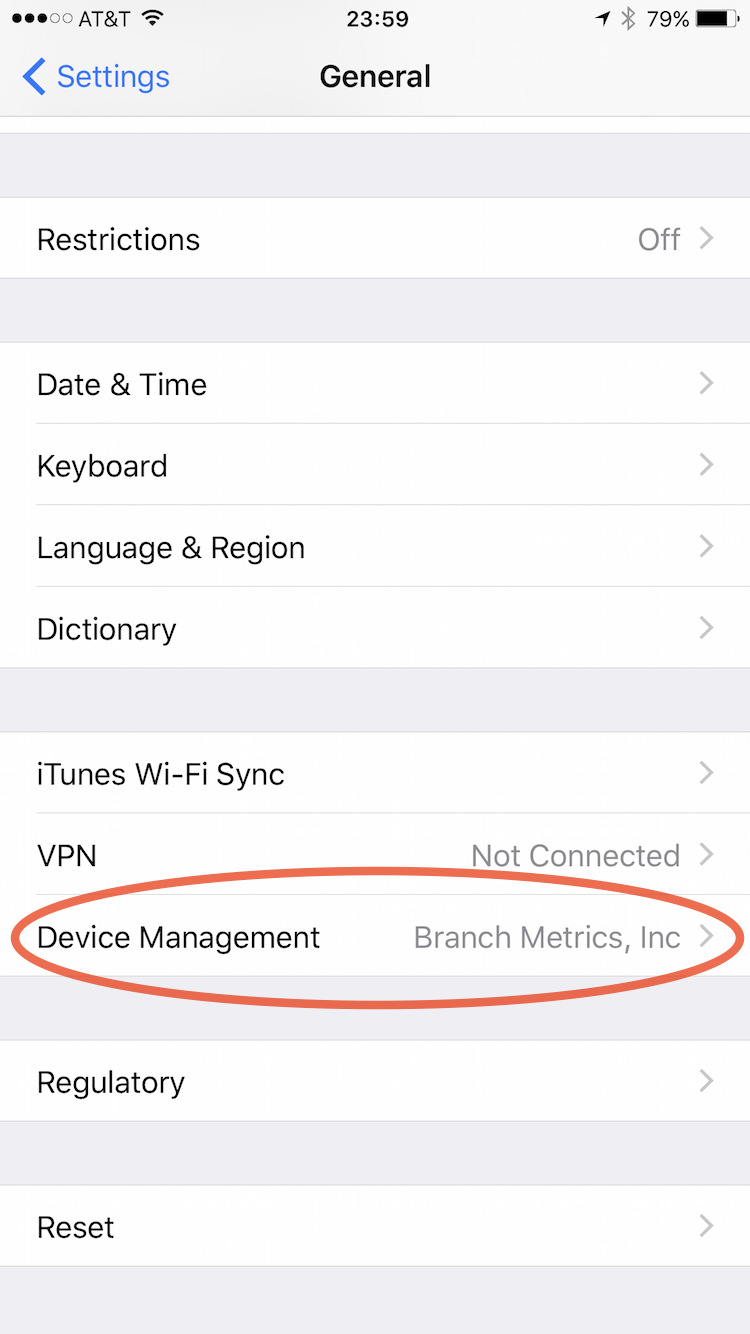 AT&T 23:59 79%
Settings General
Restrictions Off
Date & Time
Keyboard
Language & Region
Dictionary
iTunes Wi-Fi Sync
VPN Not Connected
Device Management Branch Metrics, Inc
Regulatory
Reset